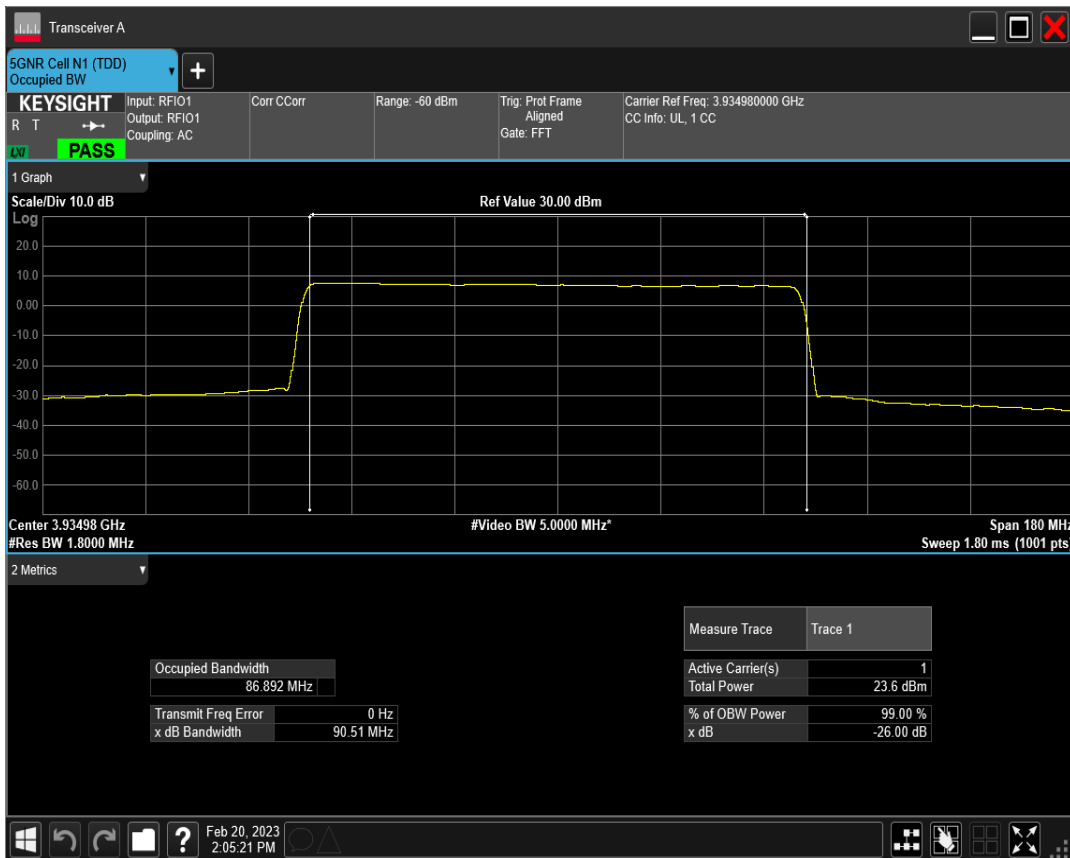 Transceiver A
5GNR Cell N1 (TDD)
Occupied BW
+
KEYSIGHT
R T
LXI
PASS
Input: RFIO1
Output: RFIO1
Coupling: AC
Corr CCorr
Range: -60 dBm
Trig: Prot Frame
Aligned
Gate: FFT
Carrier Ref Freq: 3.934980000 GHz
CC Info: UL, 1 CC
1 Graph
Scale/Div 10.0 dB
Ref Value 30.00 dBm
Log
20.0
10.0
0.00
-10.0
-20.0
-30.0
-40.0
-50.0
-60.0
Center 3.93498 GHz
#Video BW 5.0000 MHz*
Span 180 MHz
#Res BW 1.8000 MHz
Sweep 1.80 ms (1001 pts)
2 Metrics
Measure Trace Trace 1
Occupied Bandwidth
86.892 MHz
Active Carrier(s) 1
Total Power 23.6 dBm
Transmit Freq Error 0 Hz
x dB Bandwidth 90.51 MHz
% of OBW Power 99.00 %
x dB -26.00 dB
?
Feb 20, 2023
2:05:21 PM